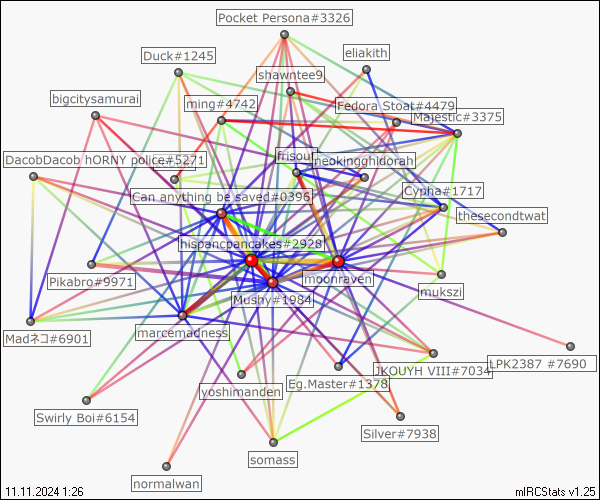 Pocket Persona#3326
eliakith
Duck#1245
shawntee9
bigcitysamurai
ming#4742
Fedora Stoat#4479
Majestic#3375
DacobDacob hORNY police#5271
frisout
heokingghidorah
Can anything be saved#0396
Cypha#1717
thesecondtwat
hispancpancakes#2928
Pikabro#9971
moonraven
mukszi
Mushy#1984
Madネコ#6901
marcemadness
LPK2387 #7690
JKOUYH VIII#7034
Eg.Master#1378
yoshimanden
Swirly Boi#6154
Silver#7938
somass
normalwan
11.11.2024 1:26
mIRCStats v1.25